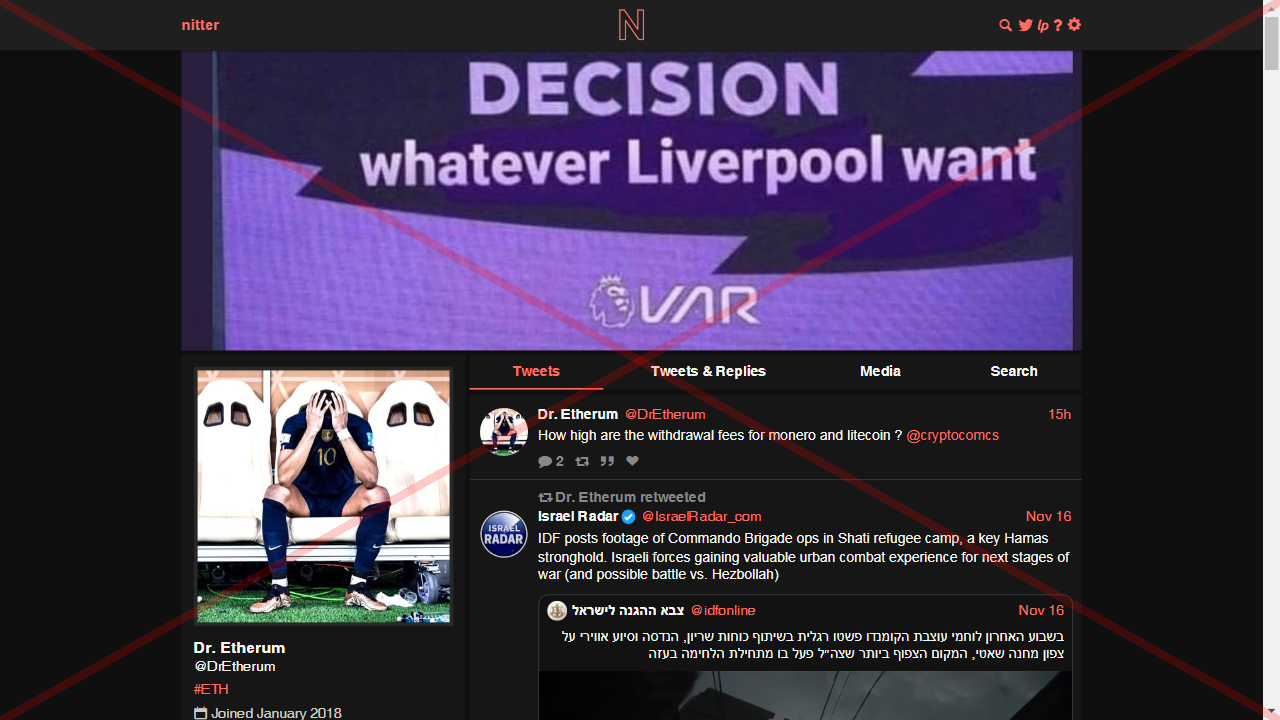 nitter
N
lp ?
DECISION
whatever Liverpool want
VAR
10
Dr. Etherum
@DrEtherum
#ETH
Joined January 2018
Tweets
Tweets & Replies
Media
Search
Dr. Etherum @DrEtherum 15h
How high are the withdrawal fees for monero and litecoin ? @cryptocomcs
2
Dr. Etherum retweeted
ISRAEL
RADAR
Israel Radar @IsraelRadar_com Nov 16
IDF posts footage of Commando Brigade ops in Shati refugee camp, a key Hamas
stronghold. Israeli forces gaining valuable urban combat experience for next stages of
war (and possible battle vs. Hezbollah)
צבא ההגנה לישראל @idfonline Nov 16
בשבוע האחרון לוחמי עוצבת הקומנדו פשטו רגלית בשיתוף כוחות שריון, הנדסה וסיוע אווירי על
צפון מחנה שאטי, המקום הצפוף ביותר שצה״ל פעל בו מתחילת הלחימה בעזה